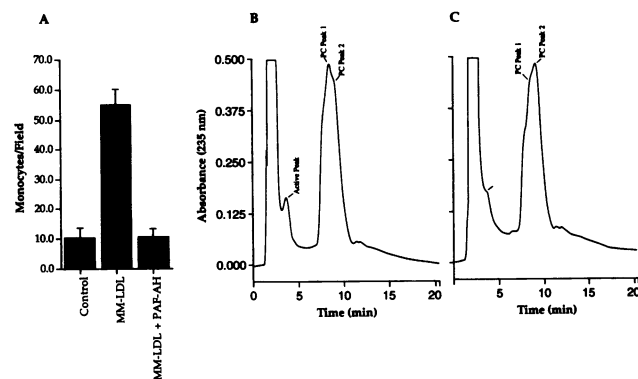 A
Monocytes/Field
70.0
60.0
50.0
40.0
30.0
20.0
10.0
0.0
Control
MM-LDL
MM-LDL + PAF-AH
B
Absorbance (235 nm)
0.500
0.375
0.250
0.125
0.000
Active Peak
PC Peak 1
PC Peak 2
0
5
10
15
20
Time (min)
C
PC Peak 1
PC Peak 2
5
10
15
20
Time (min)